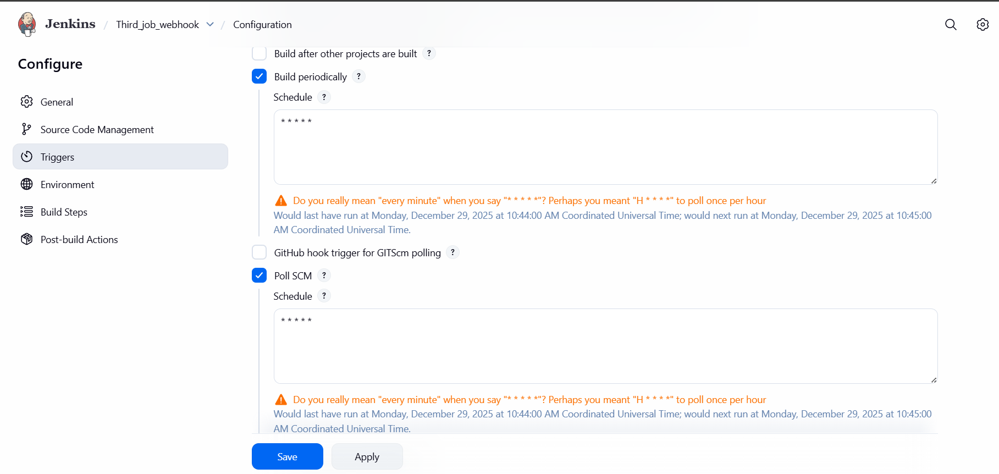 Jenkins / Third_job_webhook / Configuration
Configure
General
Source Code Management
Triggers
Environment
Build Steps
Post-build Actions
Build after other projects are built ?
Build periodically ?
Schedule ?
* * * * *
Do you really mean "every minute" when you say "* * * * *"? Perhaps you meant "H * * * *" to poll once per hour
Would last have run at Monday, December 29, 2025 at 10:44:00 AM Coordinated Universal Time; would next run at Monday, December 29, 2025 at 10:45:00
AM Coordinated Universal Time.
GitHub hook trigger for GITScm polling ?
Poll SCM ?
Schedule ?
* * * * *
Do you really mean "every minute" when you say "* * * * *"? Perhaps you meant "H * * * *" to poll once per hour
Would last have run at Monday, December 29, 2025 at 10:44:00 AM Coordinated Universal Time; would next run at Monday, December 29, 2025 at 10:45:00
AM Coordinated Universal Time.
Save
Apply